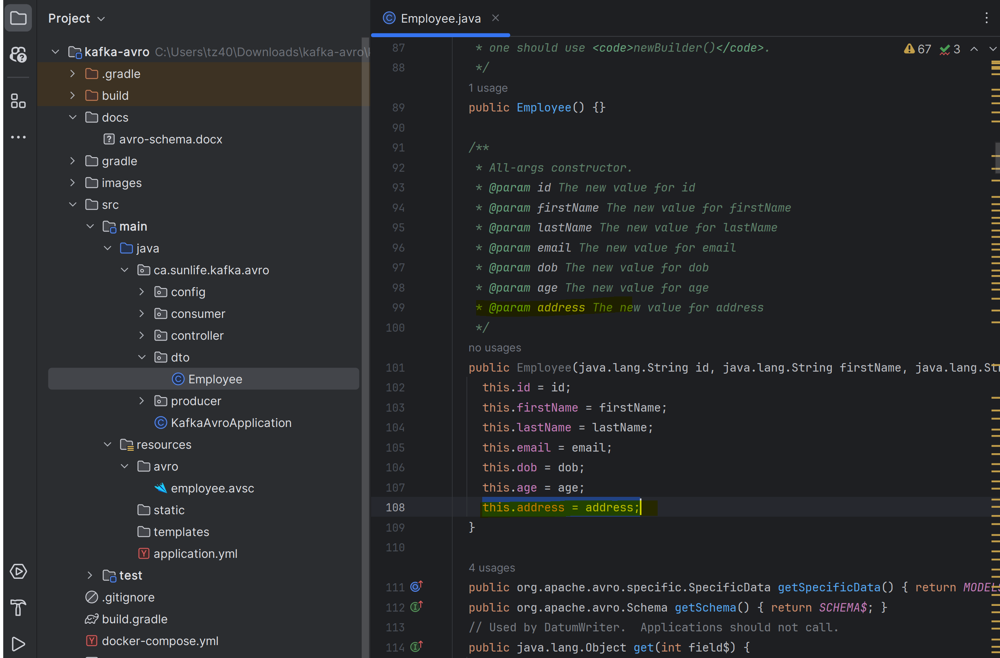 Project
kafka-avro C:\Users\tz40\Downloads\kafka-avro\
.gradle
build
docs
avro-schema.docx
gradle
images
src
main
java
ca.sunlife.kafka.avro
config
consumer
controller
dto
Employee
producer
KafkaAvroApplication
resources
avro
employee.avsc
static
templates
application.yml
test
.gitignore
build.gradle
docker-compose.yml
Employee.java
67 3
87 * one should use <code>newBuilder()</code>.
88 */
1 usage
89 public Employee() {}
90
91 /**
92 * All-args constructor.
93 * @param id The new value for id
94 * @param firstName The new value for firstName
95 * @param lastName The new value for lastName
96 * @param email The new value for email
97 * @param dob The new value for dob
98 * @param age The new value for age
99 * @param address The new value for address
100 */
no usages
101 public Employee(java.lang.String id, java.lang.String firstName, java.lang.St
102 this.id = id;
103 this.firstName = firstName;
104 this.lastName = lastName;
105 this.email = email;
106 this.dob = dob;
107 this.age = age;
108 this.address = address;
109 }
110
4 usages
111 public org.apache.avro.specific.SpecificData getSpecificData() { return MODEL$
112 public org.apache.avro.Schema getSchema() { return SCHEMA$; }
113 // Used by DatumWriter. Applications should not call.
114 public java.lang.Object get(int field$) {